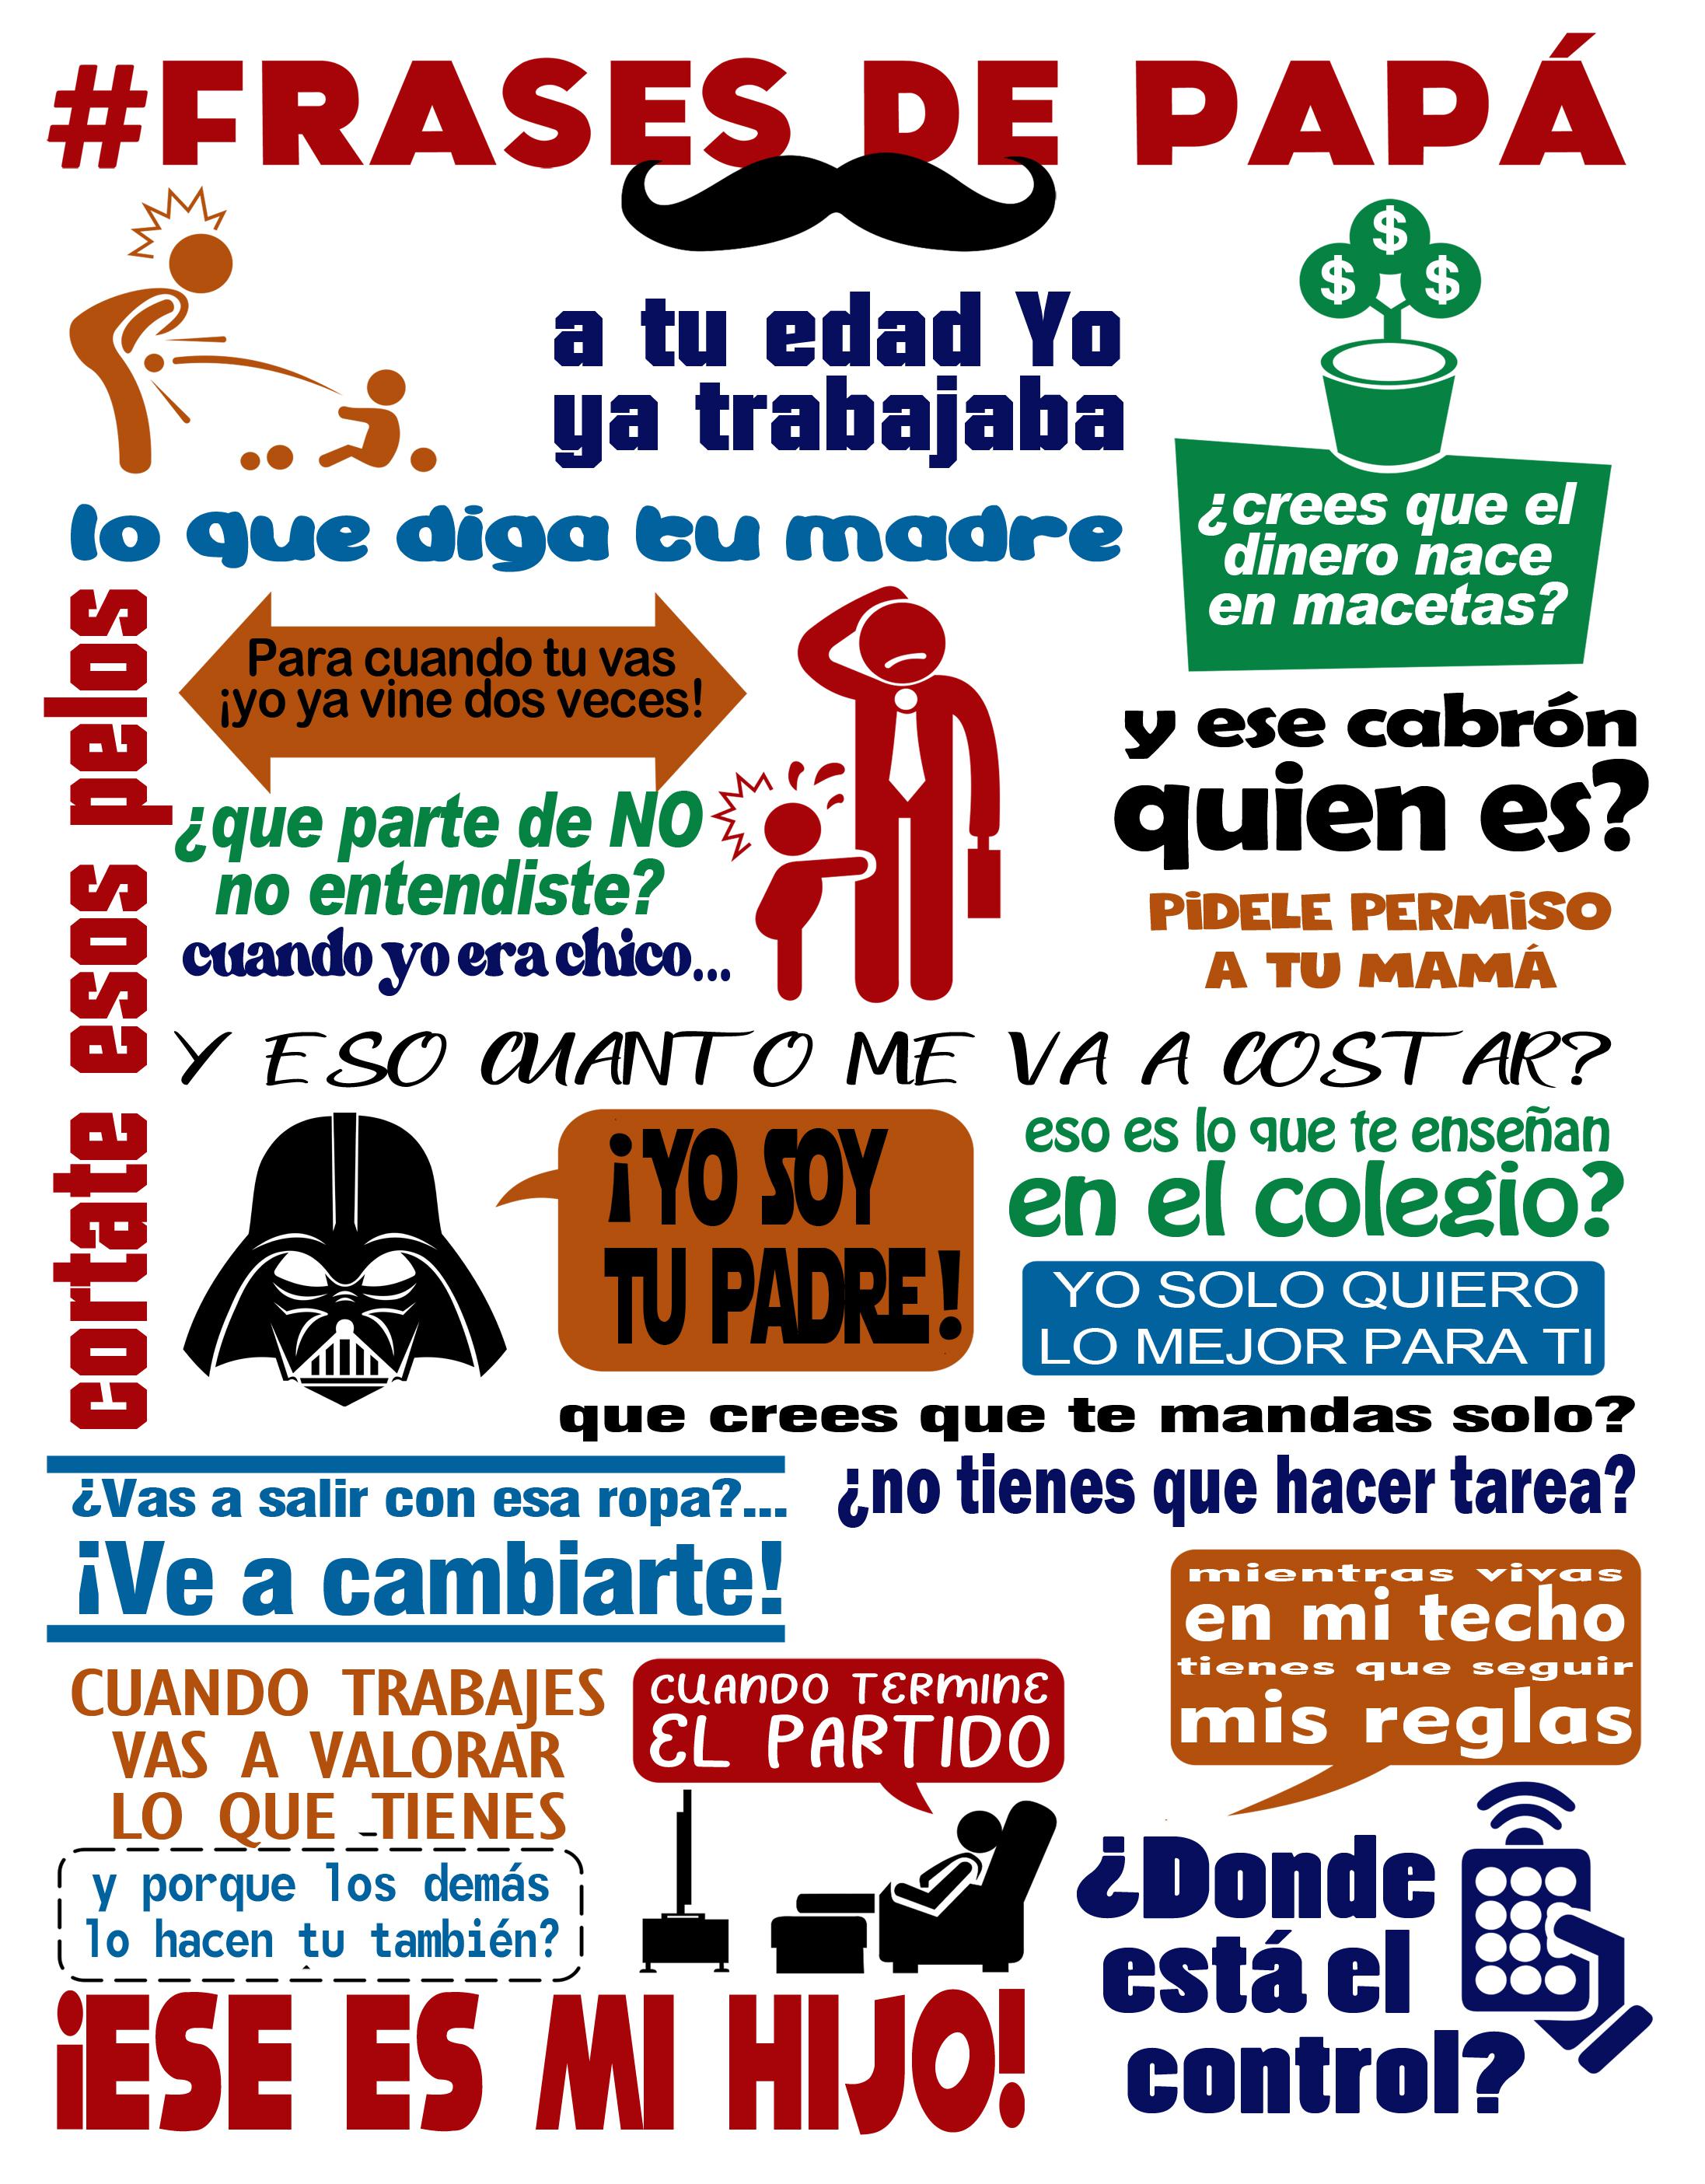 #FRASES DE PAPÁ
a tu edad Yo
ya trabajaba
$
$
$
lo que diga tu madre
¿crees que el
dinero nace
en macetas?
cortate esos pelos
Para cuando tu vas
¡yo ya vine dos veces!
y ese cabrón
quien es?
¿que parte de NO
no entendiste?
cuando yo era chico...
PiDELE PERMiSO
A TU MAMÁ
Y ESO CUANTO ME VA A COSTAR?
¡YO SOY
TU PADRE!
eso es lo que te enseñan
en el colegio?
YO SOLO QUIERO
LO MEJOR PARA TI
que crees que te mandas solo?
¿Vas a salir con esa ropa?...
¡Ve a cambiarte!
¿no tienes que hacer tarea?
mientras vivas
en mi techo
tienes que seguir
mis reglas
CUANDO TRABAJES
VAS A VALORAR
LO QUE TIENES
CUANDO TERMINE
EL PARTIDO
y porque los demás
lo hacen tu también?
¿Donde
está el
control?
¡ESE ES MI HIJO!